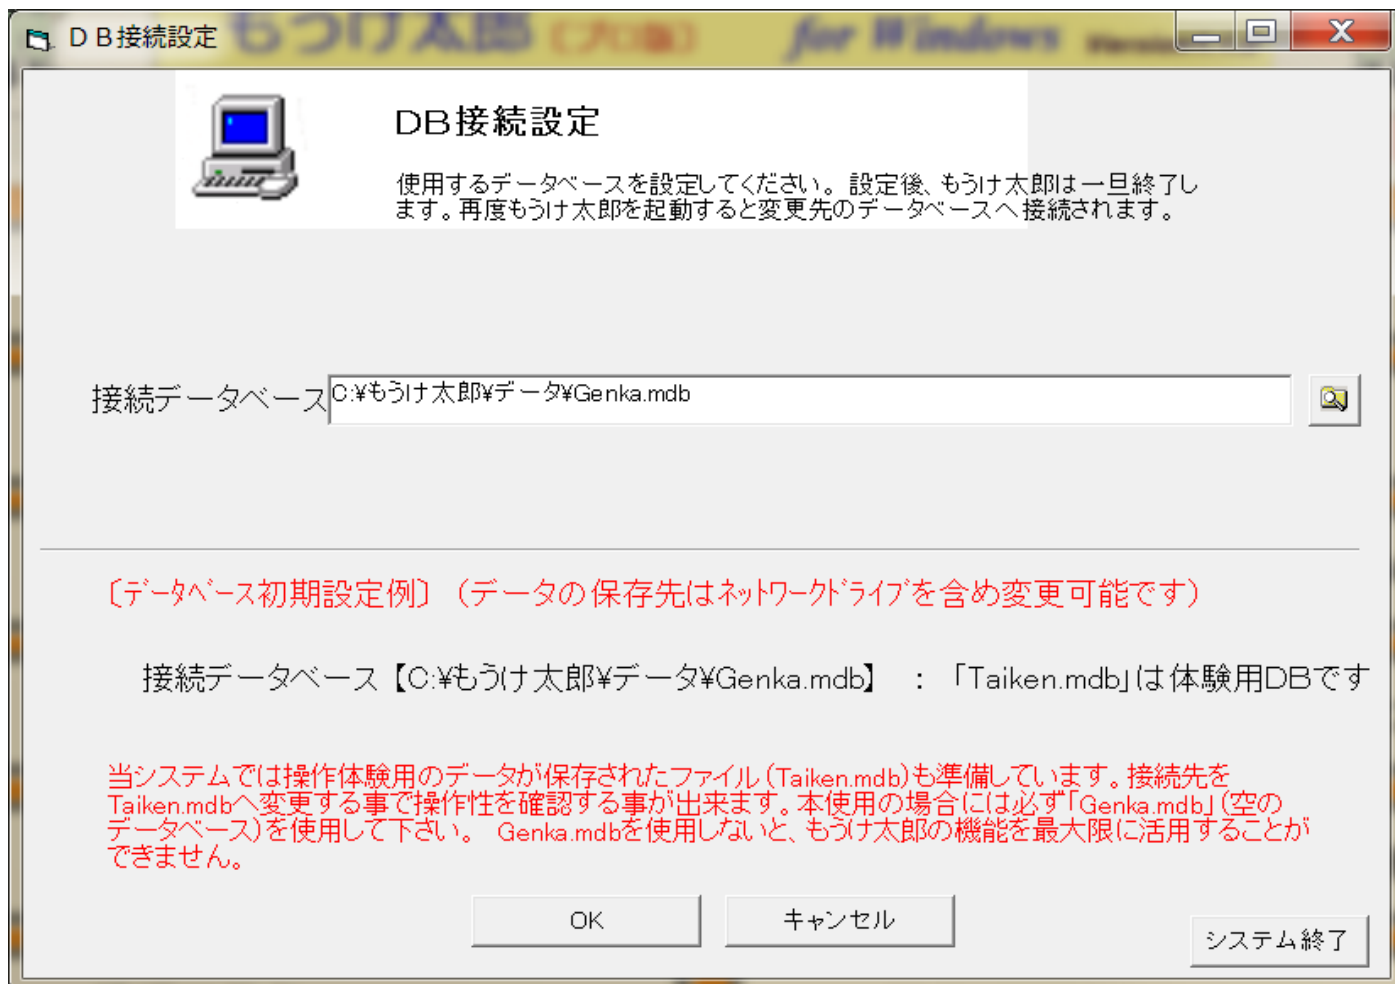 もうけ太郎 (プロ版) for Windows
DB接続設定
DB接続設定
使用するデータベースを設定してください。設定後、もうけ太郎は一旦終了し
ます。再度もうけ太郎を起動すると変更先のデータベースへ接続されます。
接続データベース C:¥もうけ太郎¥データ¥Genka.mdb
〔ﾃﾞｰﾀﾍﾞｰｽ初期設定例〕（データの保存先はﾈｯﾄﾜｰｸﾄﾞﾗｲﾌﾞを含め変更可能です）
接続データベース【C:¥もうけ太郎¥データ¥Genka.mdb】 ：「Taiken.mdb」は体験用DBです
当システムでは操作体験用のデータが保存されたファイル(Taiken.mdb)も準備しています。接続先を
Taiken.mdbへ変更する事で操作性を確認する事が出来ます。本使用の場合には必ず「Genka.mdb」(空の
データベース)を使用して下さい。 Genka.mdbを使用しないと、もうけ太郎の機能を最大限に活用することが
できません。
OK キャンセル
システム終了